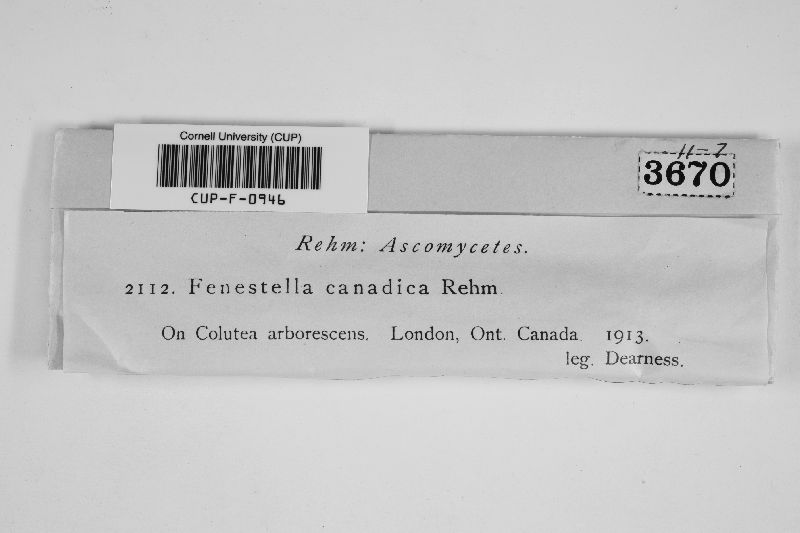 Cornell University (CUP)
CUP-F-0946
11-7
3670
Rehm: Ascomycetes.
2112. Fenestella canadica Rehm.
On Colutea arborescens. London, Ont. Canada. 1913.
leg. Dearness.